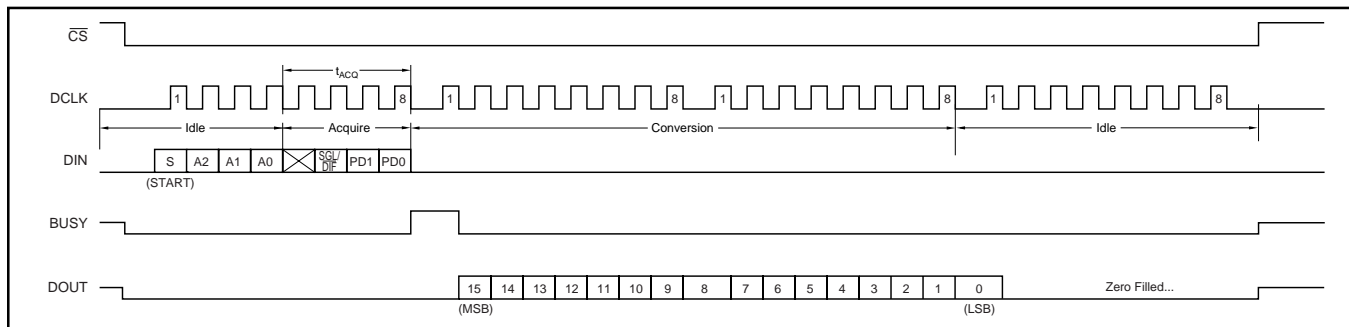 CS
tACQ
DCLK 1 8 1 8 1 8 1 8
Idle Acquire Conversion Idle
DIN S A2 A1 A0 SGL/DIF PD1 PD0
(START)
BUSY
DOUT 15 14 13 12 11 10 9 8 7 6 5 4 3 2 1 0 Zero Filled...
(MSB) (LSB)